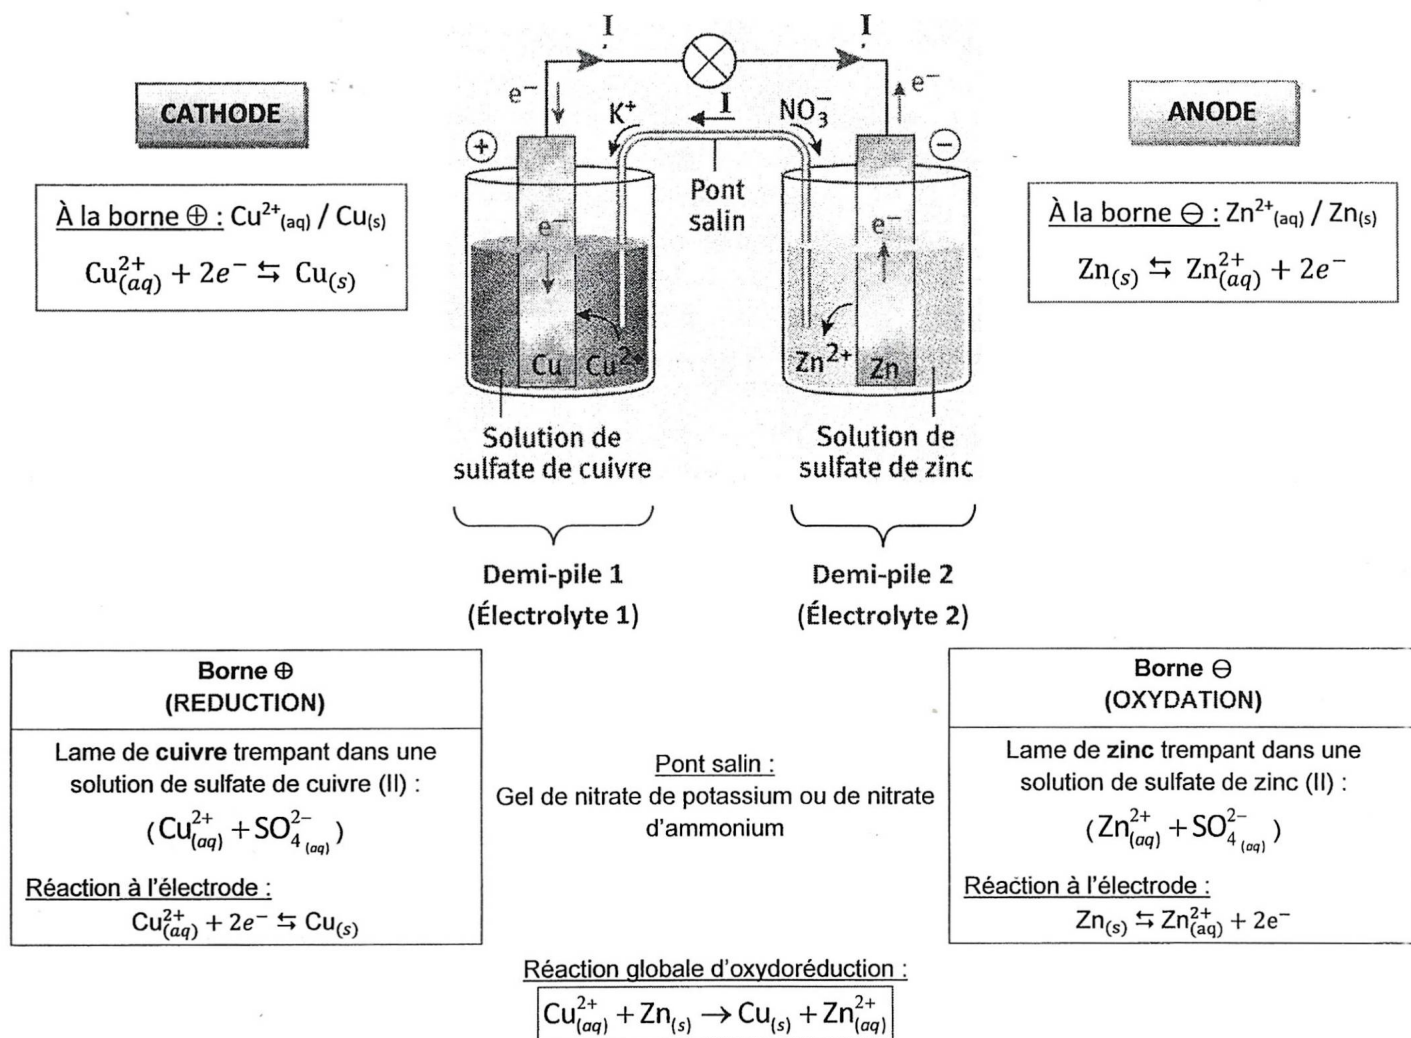 I
I
CATHODE
e⁻
K⁺
I
NO₃⁻
e⁻
ANODE
+
−
À la borne ⊕ : Cu²⁺(aq) / Cu(s)
Cu²⁺(aq) + 2e⁻ ⇆ Cu(s)
Pont
salin
À la borne ⊖ : Zn²⁺(aq) / Zn(s)
Zn(s) ⇆ Zn²⁺(aq) + 2e⁻
e⁻
e⁻
Cu
Cu²⁺
Zn²⁺
Zn
Solution de
sulfate de cuivre
Solution de
sulfate de zinc
Demi-pile 1
(Électrolyte 1)
Demi-pile 2
(Électrolyte 2)
Borne ⊕
(REDUCTION)
Lame de cuivre trempant dans une
solution de sulfate de cuivre (II) :
(Cu²⁺(aq) + SO₄²⁻(aq))
Réaction à l'électrode :
Cu²⁺(aq) + 2e⁻ ⇆ Cu(s)
Pont salin :
Gel de nitrate de potassium ou de nitrate
d'ammonium
Borne ⊖
(OXYDATION)
Lame de zinc trempant dans une
solution de sulfate de zinc (II) :
(Zn²⁺(aq) + SO₄²⁻(aq))
Réaction à l'électrode :
Zn(s) ⇆ Zn²⁺(aq) + 2e⁻
Réaction globale d'oxydoréduction :
Cu²⁺(aq) + Zn(s) → Cu(s) + Zn²⁺(aq)